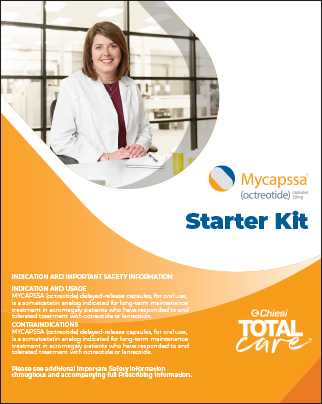 Mycapssa®
(octreotide) capsules
20mg
Starter Kit
INDICATION AND IMPORTANT SAFETY INFORMATION
INDICATION AND USAGE
MYCAPSSA (octreotide) delayed-release capsules, for oral use,
is a somatostatin analog indicated for long-term maintenance
treatment in acromegaly patients who have responded to and
tolerated treatment with octreotide or lanreotide.
CONTRAINDICATIONS
MYCAPSSA (octreotide) delayed-release capsules, for oral use,
is a somatostatin analog indicated for long-term maintenance
treatment in acromegaly patients who have responded to and
tolerated treatment with octreotide or lanreotide.
Please see additional Important Safety Information
throughout and accompanying full Prescribing Information.
Chiesi
TOTAL
care